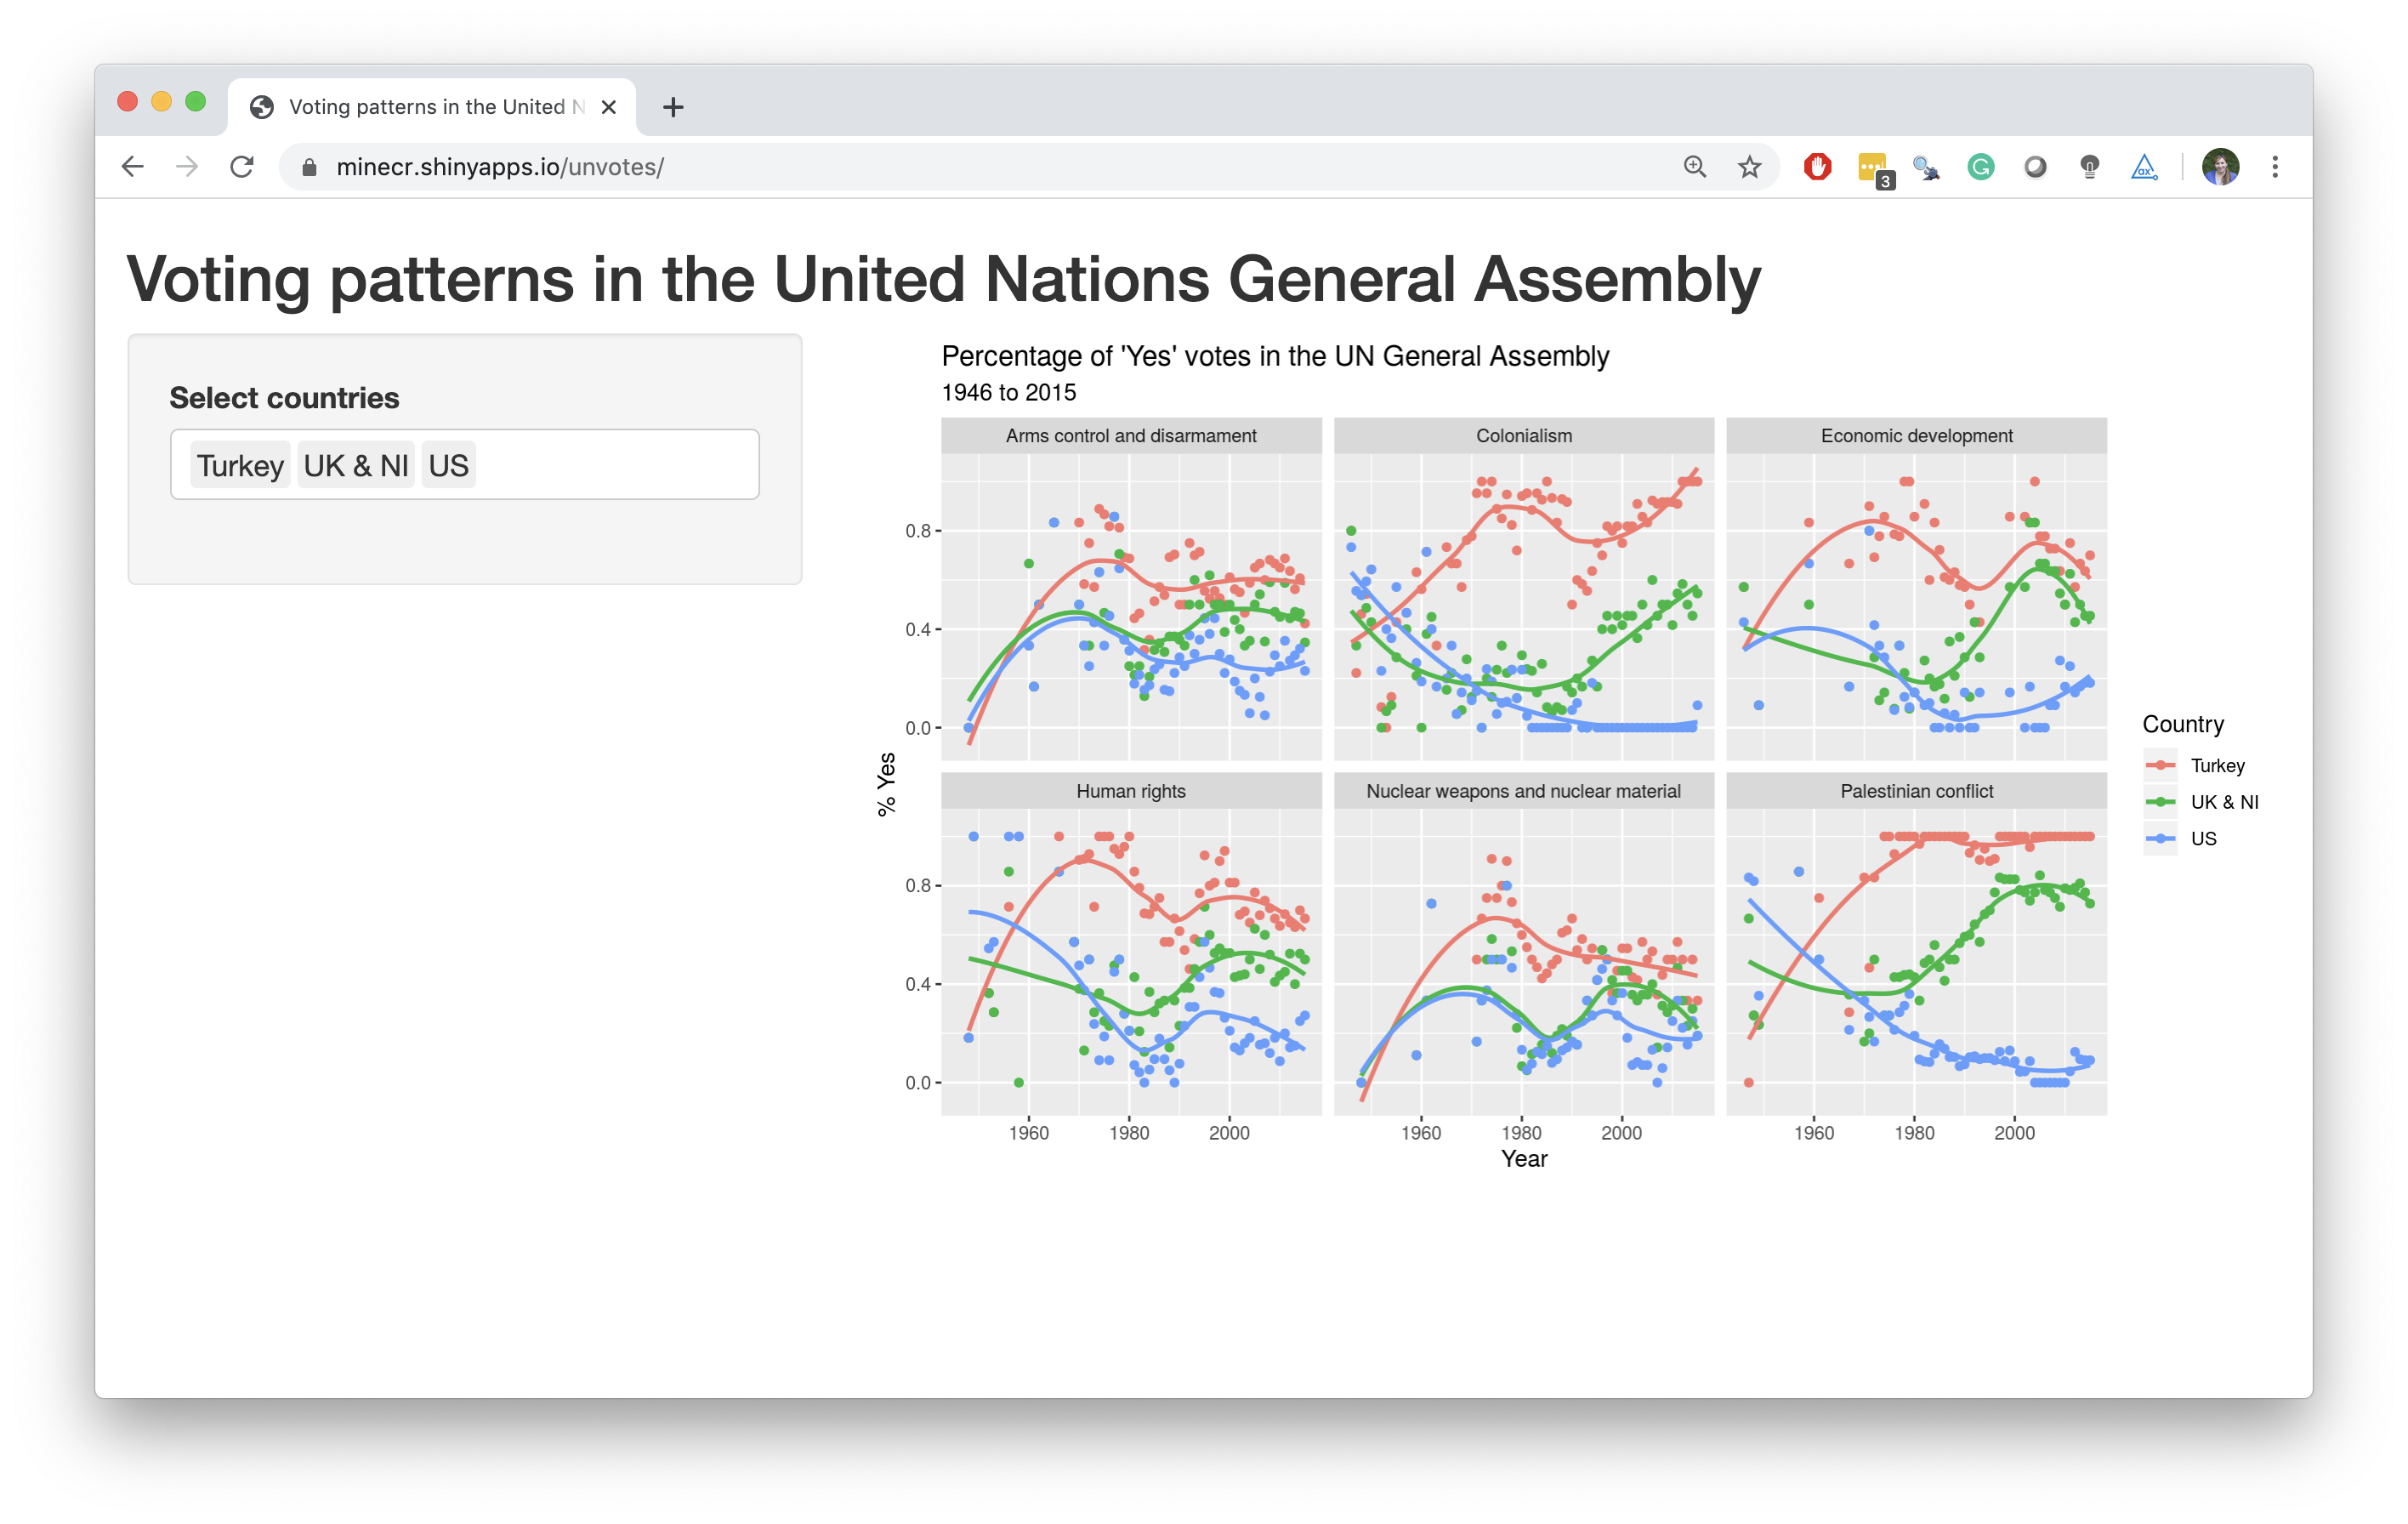 Voting patterns in the United N
minecr.shinyapps.io/unvotes/
3
ax
Voting patterns in the United Nations General Assembly
Select countries
Turkey UK & NI US
Percentage of 'Yes' votes in the UN General Assembly
1946 to 2015
Arms control and disarmament
Colonialism
Economic development
0.8
0.4
0.0
Human rights
Nuclear weapons and nuclear material
Palestinian conflict
0.8
0.4
0.0
% Yes
1960 1980 2000
1960 1980 2000
1960 1980 2000
Year
Country
Turkey
UK & NI
US